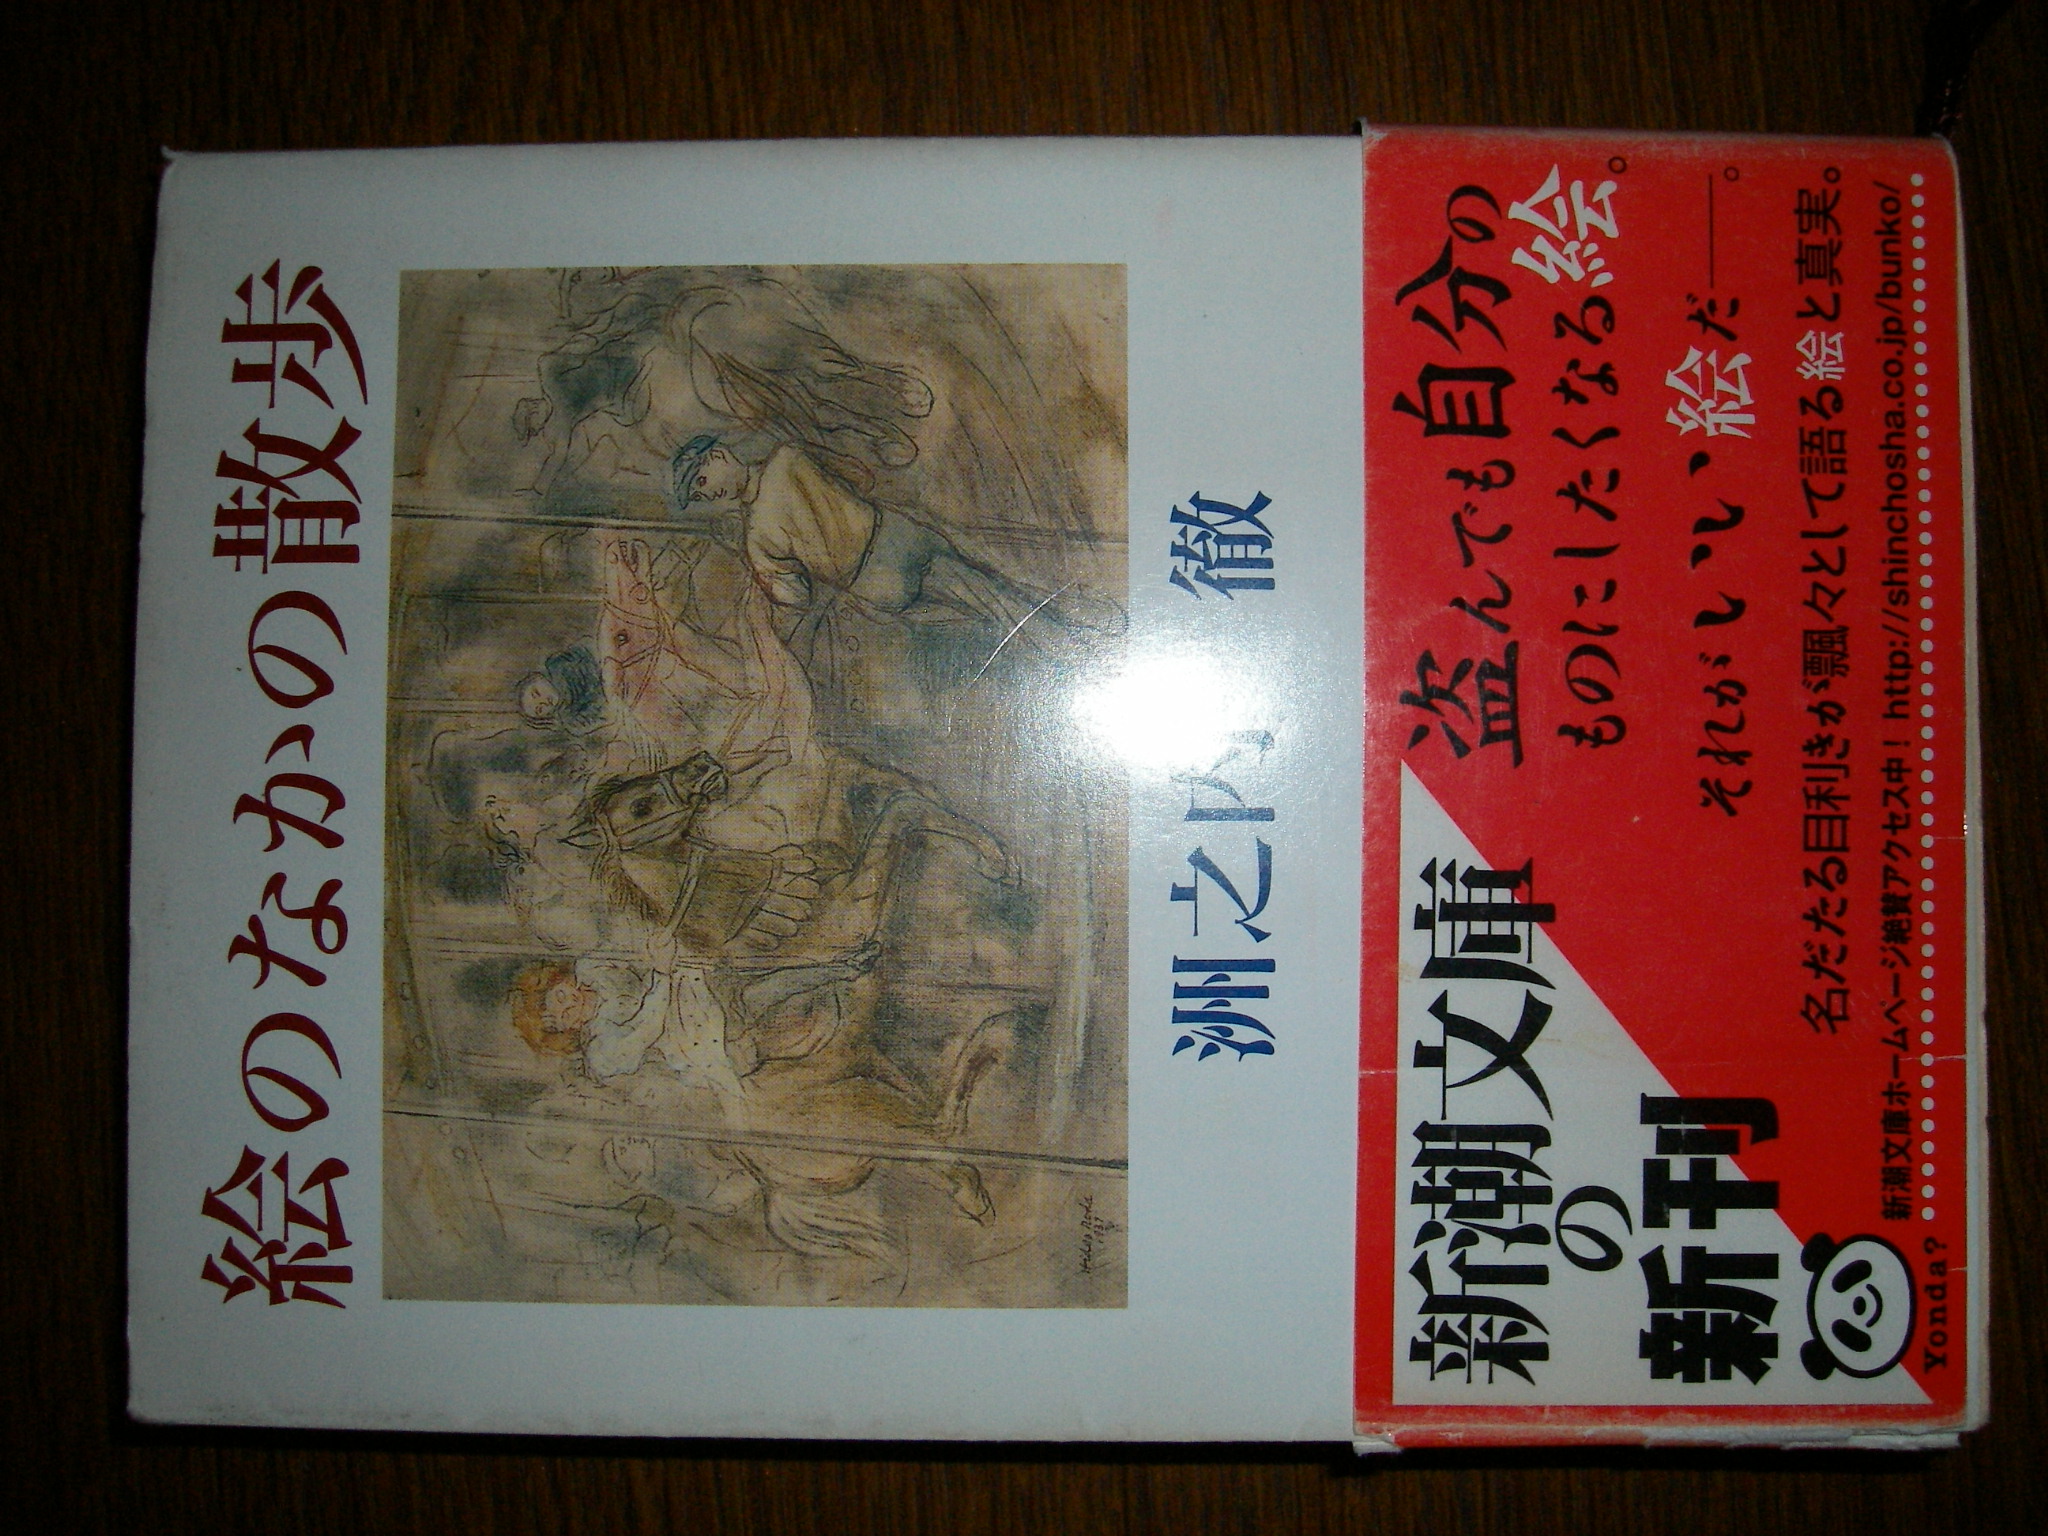 絵のなかの散歩
洲之内 徹
盗んでも自分の
ものにしたくなる絵。
それがいい絵だ——。
名だたる目利きが飄々として語る絵と真実。
新潮文庫ホームページ絶賛アクセス中！http://shinchosha.co.jp/bunko/
新潮文庫
の
新刊
Yonda?
1937